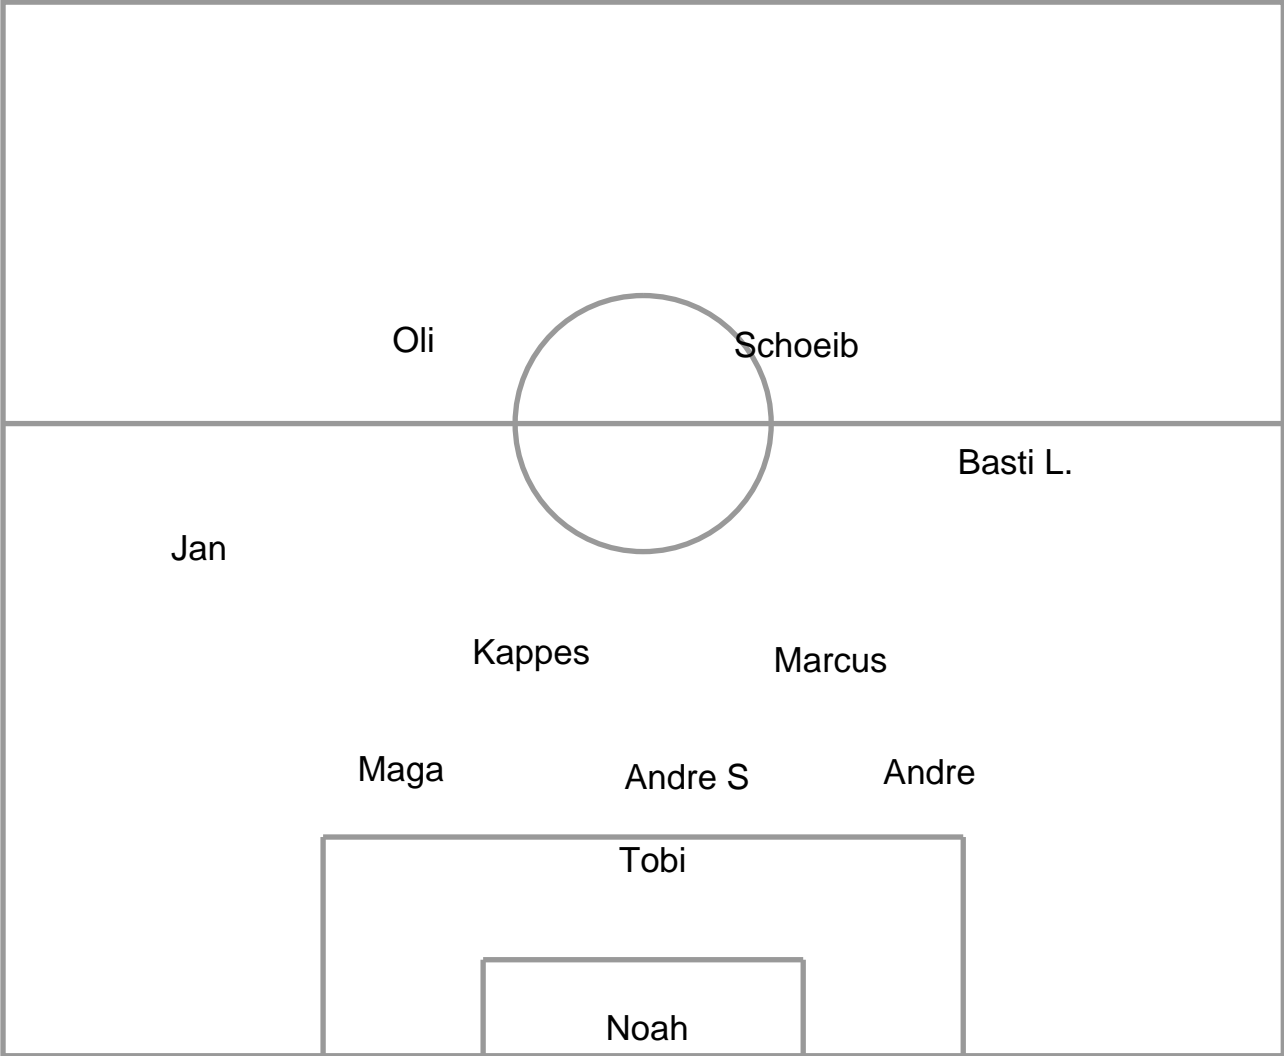 Oli
Schoeib
Basti L.
Jan
Kappes
Marcus
Maga
Andre S
Andre
Tobi
Noah